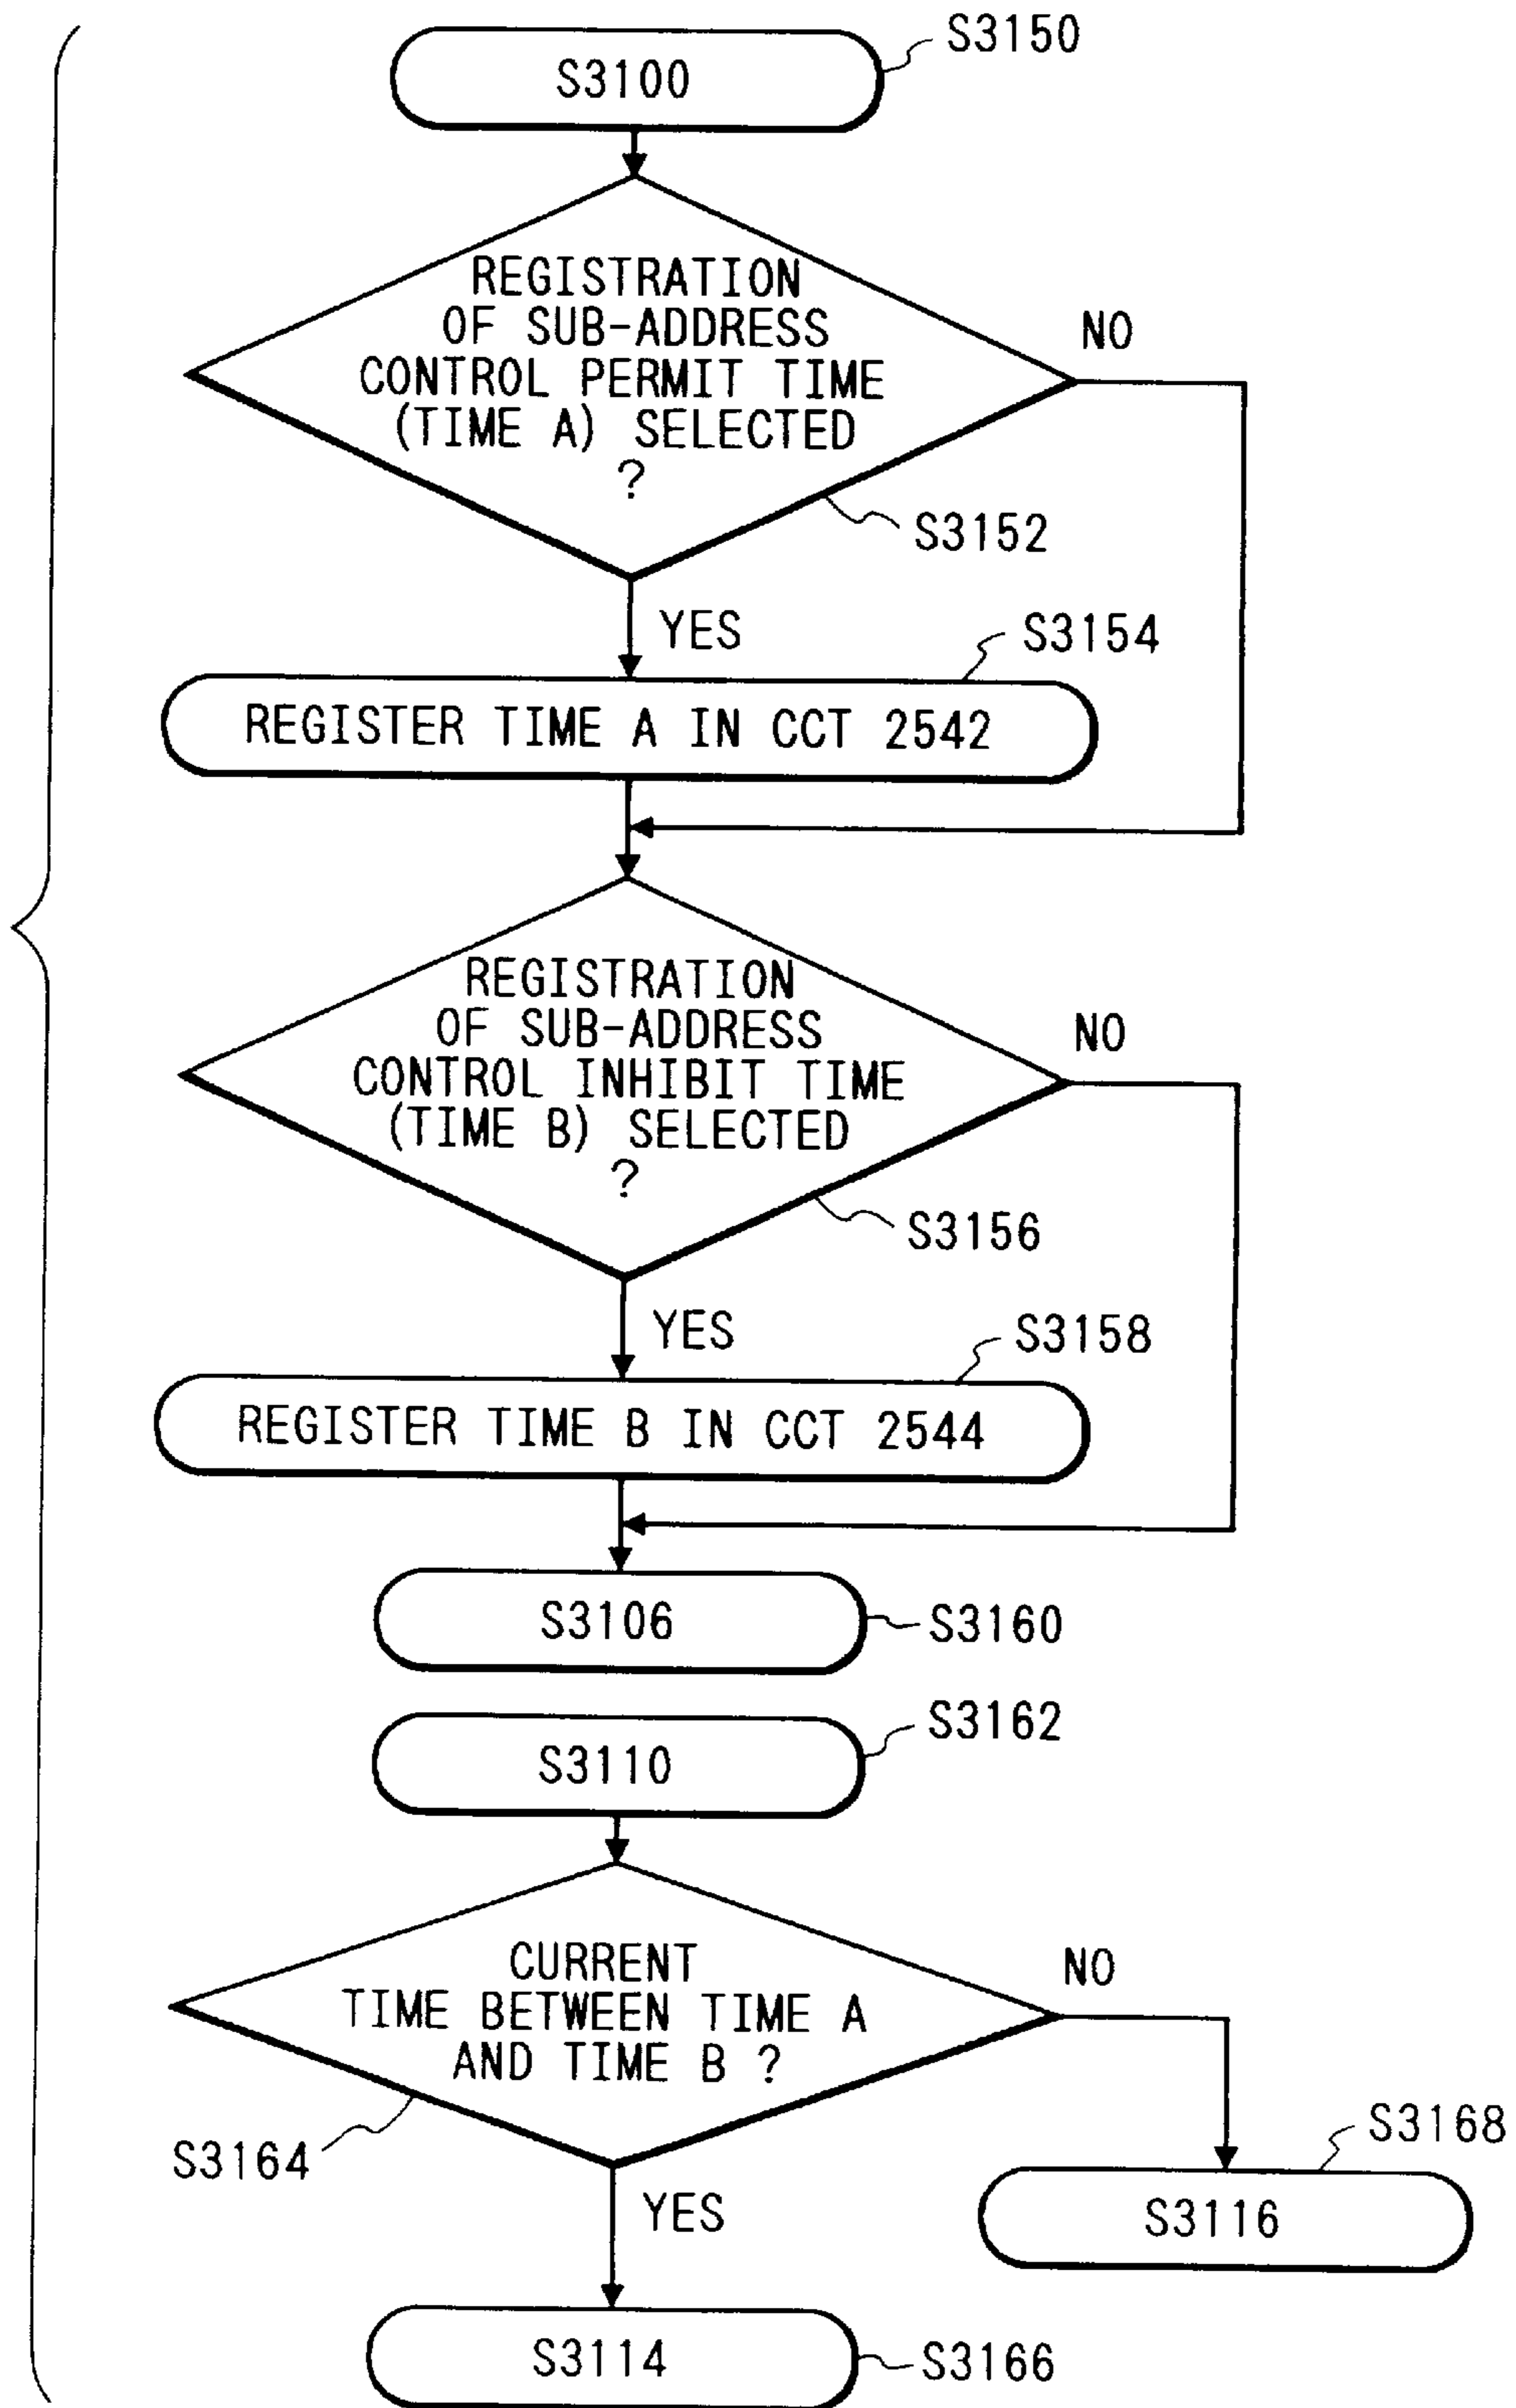 S3150
S3100
REGISTRATION
OF SUB-ADDRESS
CONTROL PERMIT TIME
(TIME A) SELECTED
?
NO
S3152
YES
S3154
REGISTER TIME A IN CCT 2542
REGISTRATION
OF SUB-ADDRESS
CONTROL INHIBIT TIME
(TIME B) SELECTED
?
NO
S3156
YES
S3158
REGISTER TIME B IN CCT 2544
S3106
S3160
S3162
S3110
CURRENT
TIME BETWEEN TIME A
AND TIME B ?
NO
S3164
S3168
YES
S3116
S3114
S3166